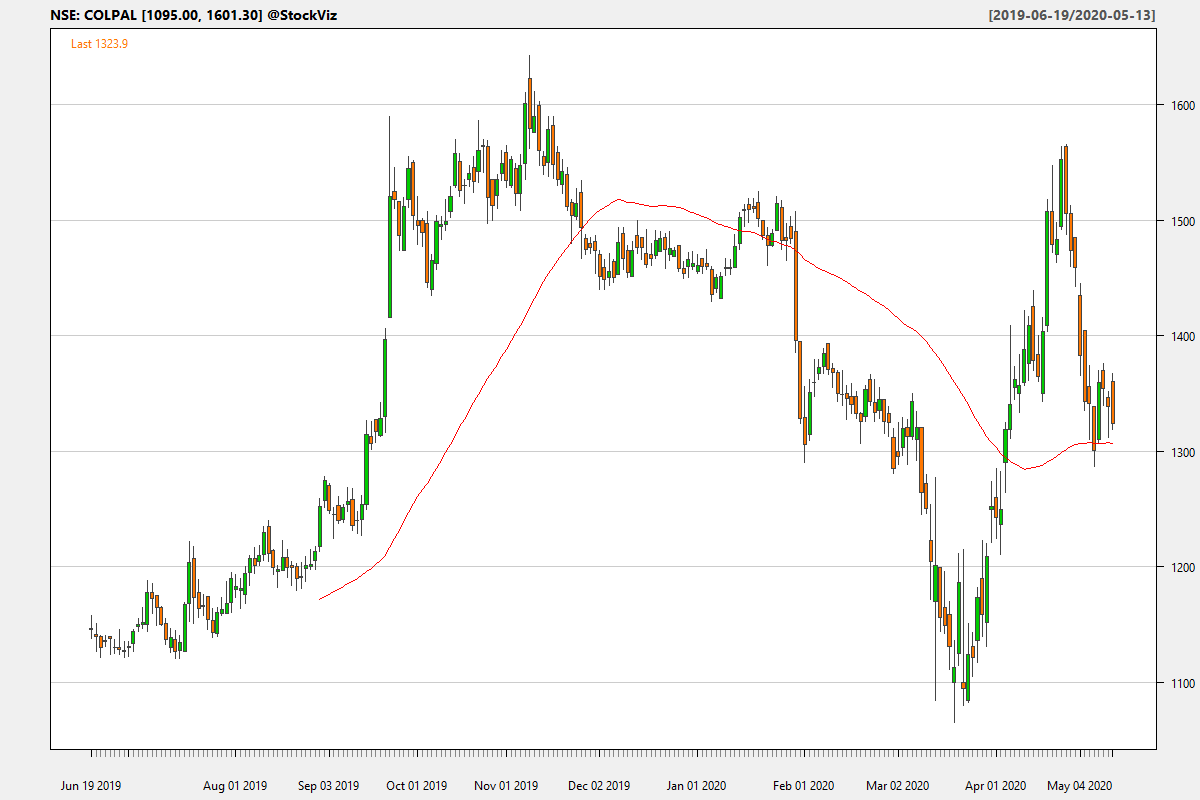 NSE: COLPAL [1095.00, 1601.30] @StockViz [2019-06-19/2020-05-13]
Last 1323.9
1600
1500
1400
1300
1200
1100
Jun 19 2019 Aug 01 2019 Sep 03 2019 Oct 01 2019 Nov 01 2019 Dec 02 2019 Jan 01 2020 Feb 01 2020 Mar 02 2020 Apr 01 2020 May 04 2020